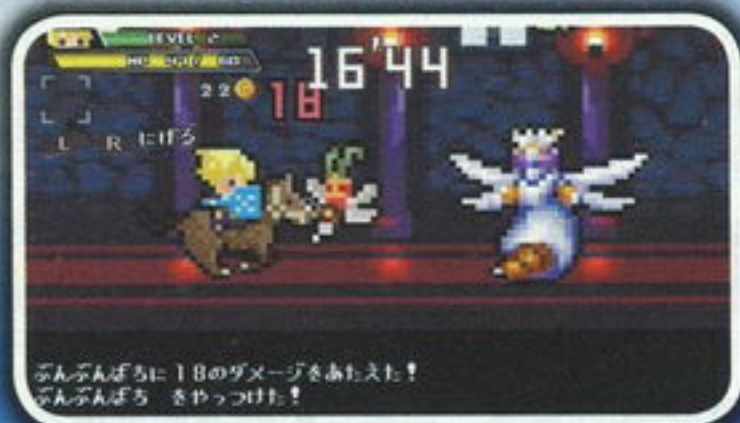 LEVEL 2
16'44
22
18
L R にげろ
ぶんぶんばちに 18のダメージをあたえた!
ぶんぶんばち をやっつけた!